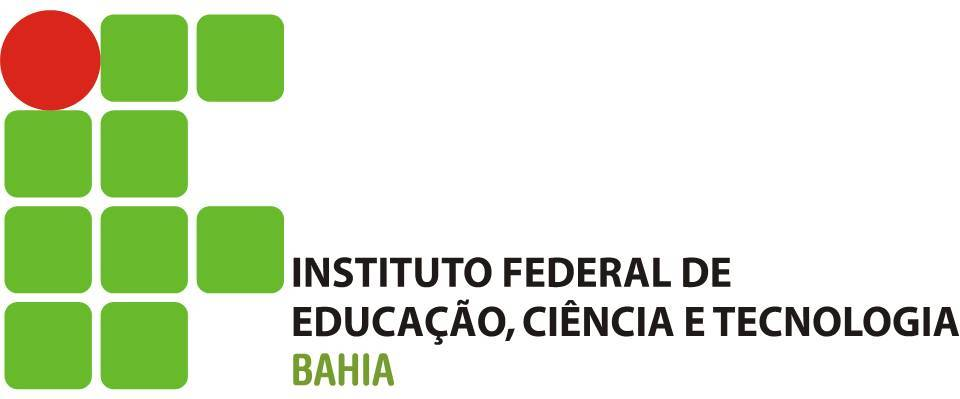 INSTITUTO FEDERAL DE
EDUCAÇÃO, CIÊNCIA E TECNOLOGIA
BAHIA